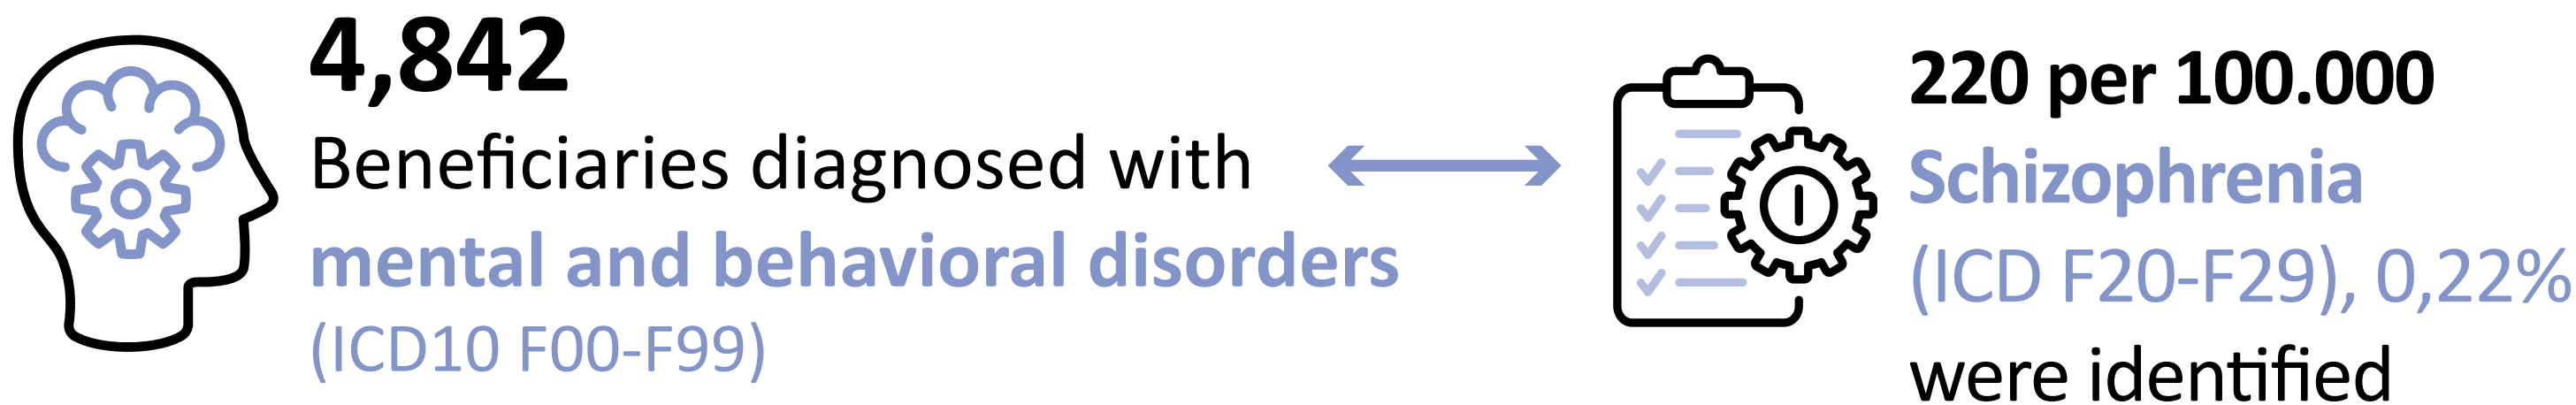 4,842
Beneficiaries diagnosed with
mental and behavioral disorders
(ICD10 F00-F99)
220 per 100.000
Schizophrenia
(ICD F20-F29), 0,22%
were identified